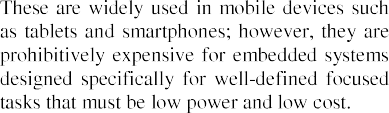 These are widely used in mobile devices such
as tablets and smartphones; however, they are
prohibitively expensive for embedded systems
designed specifically for well-defined focused
tasks that must be low power and low cost.